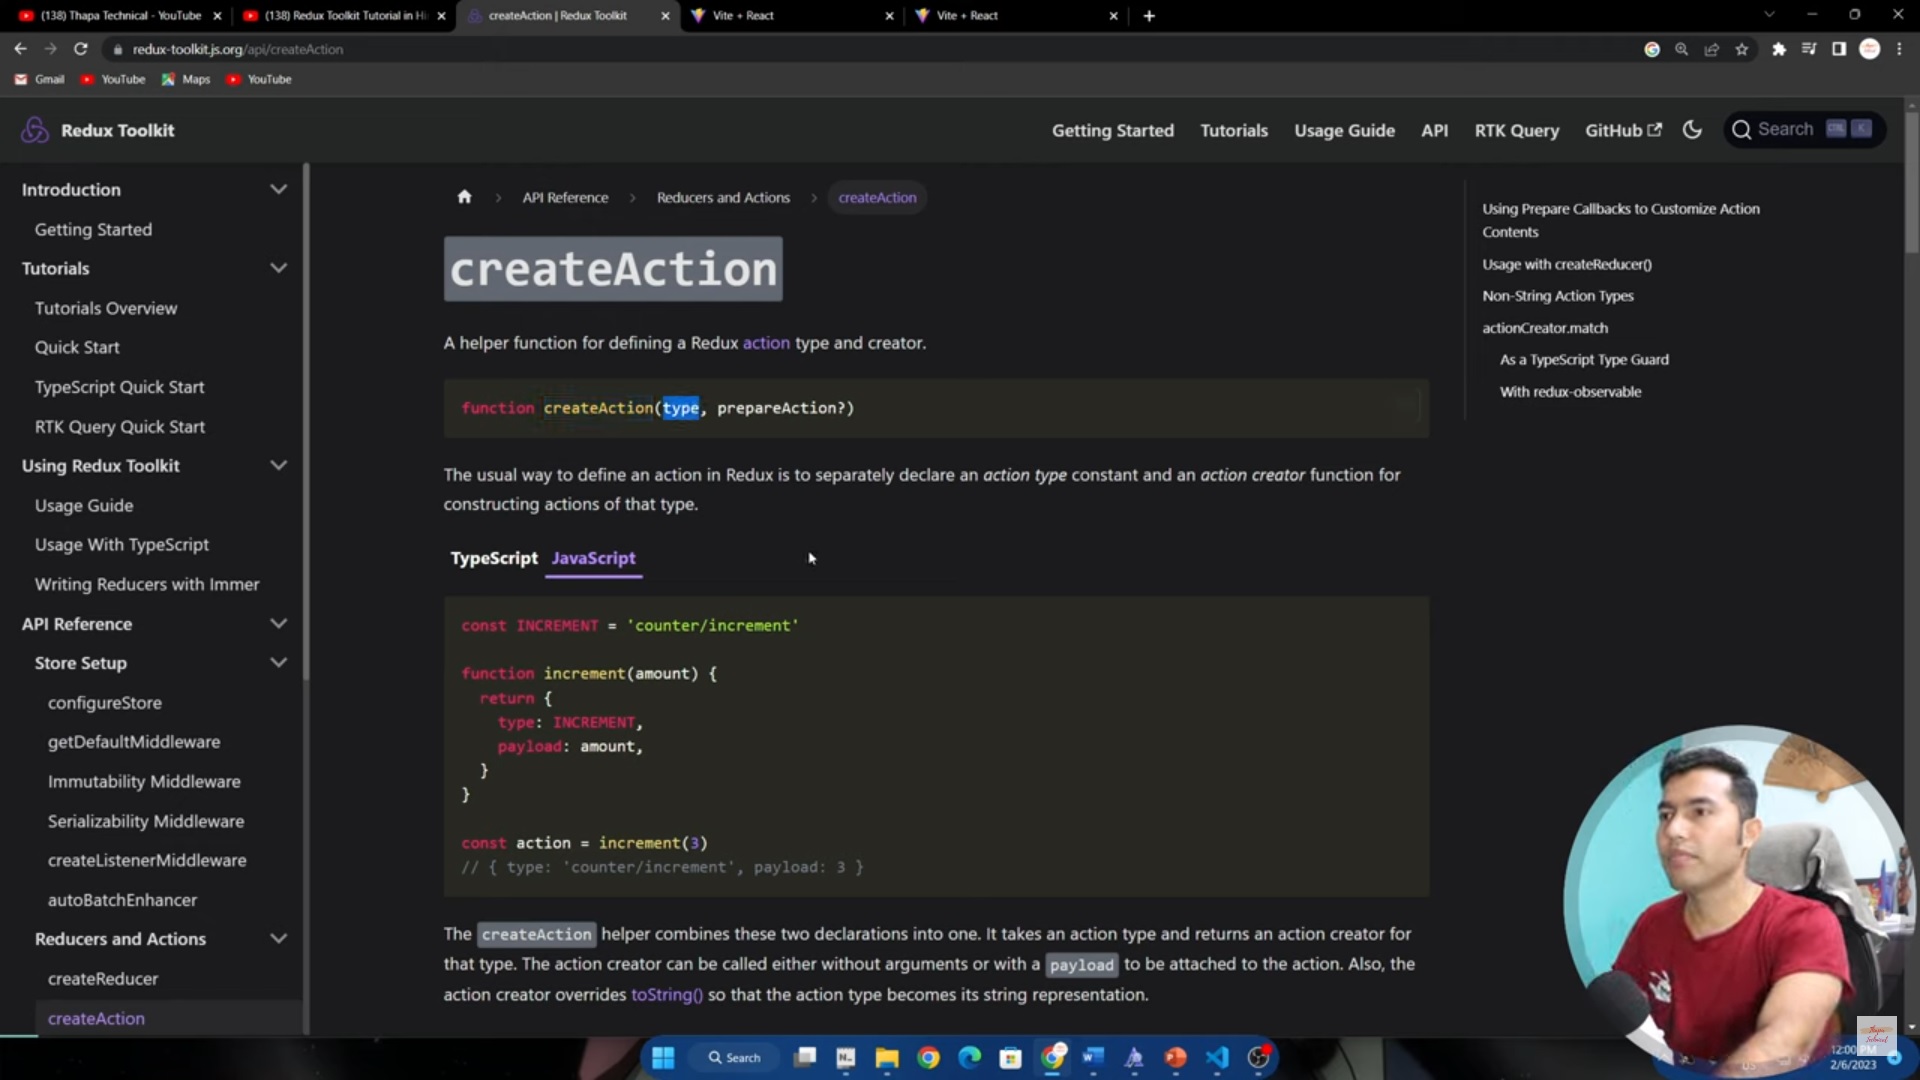 (138) Thapa Technical - YouTube
(138) Redux Toolkit Tutorial in Hi
createAction | Redux Toolkit
Vite + React
Vite + React
redux-toolkit.js.org/api/createAction
Gmail
YouTube
Maps
YouTube
Redux Toolkit
Getting Started
Tutorials
Usage Guide
API
RTK Query
GitHub
Search
CTRL K
Introduction
Getting Started
Tutorials
Tutorials Overview
Quick Start
TypeScript Quick Start
RTK Query Quick Start
Using Redux Toolkit
Usage Guide
Usage With TypeScript
Writing Reducers with Immer
API Reference
Store Setup
configureStore
getDefaultMiddleware
Immutability Middleware
Serializability Middleware
createListenerMiddleware
autoBatchEnhancer
Reducers and Actions
createReducer
createAction
API Reference
Reducers and Actions
createAction
createAction
A helper function for defining a Redux action type and creator.
function createAction(type, prepareAction?)
The usual way to define an action in Redux is to separately declare an action type constant and an action creator function for
constructing actions of that type.
TypeScript JavaScript
const INCREMENT = 'counter/increment'
function increment(amount) {
return {
type: INCREMENT,
payload: amount,
}
}
const action = increment(3)
// { type: 'counter/increment', payload: 3 }
The createAction helper combines these two declarations into one. It takes an action type and returns an action creator for
that type. The action creator can be called either without arguments or with a payload to be attached to the action. Also, the
action creator overrides toString() so that the action type becomes its string representation.
Using Prepare Callbacks to Customize Action
Contents
Usage with createReducer()
Non-String Action Types
actionCreator.match
As a TypeScript Type Guard
With redux-observable
Search
12:00 PM
2/6/2023